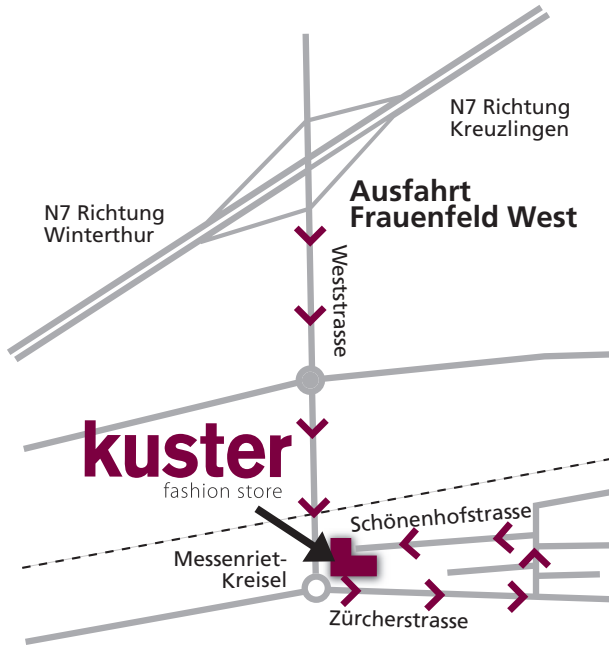 N7 Richtung
Kreuzlingen
Ausfahrt
Frauenfeld West
N7 Richtung
Winterthur
Weststrasse
kuster
fashion store
Schönenhofstrasse
Messenriet-
Kreisel
Zürcherstrasse